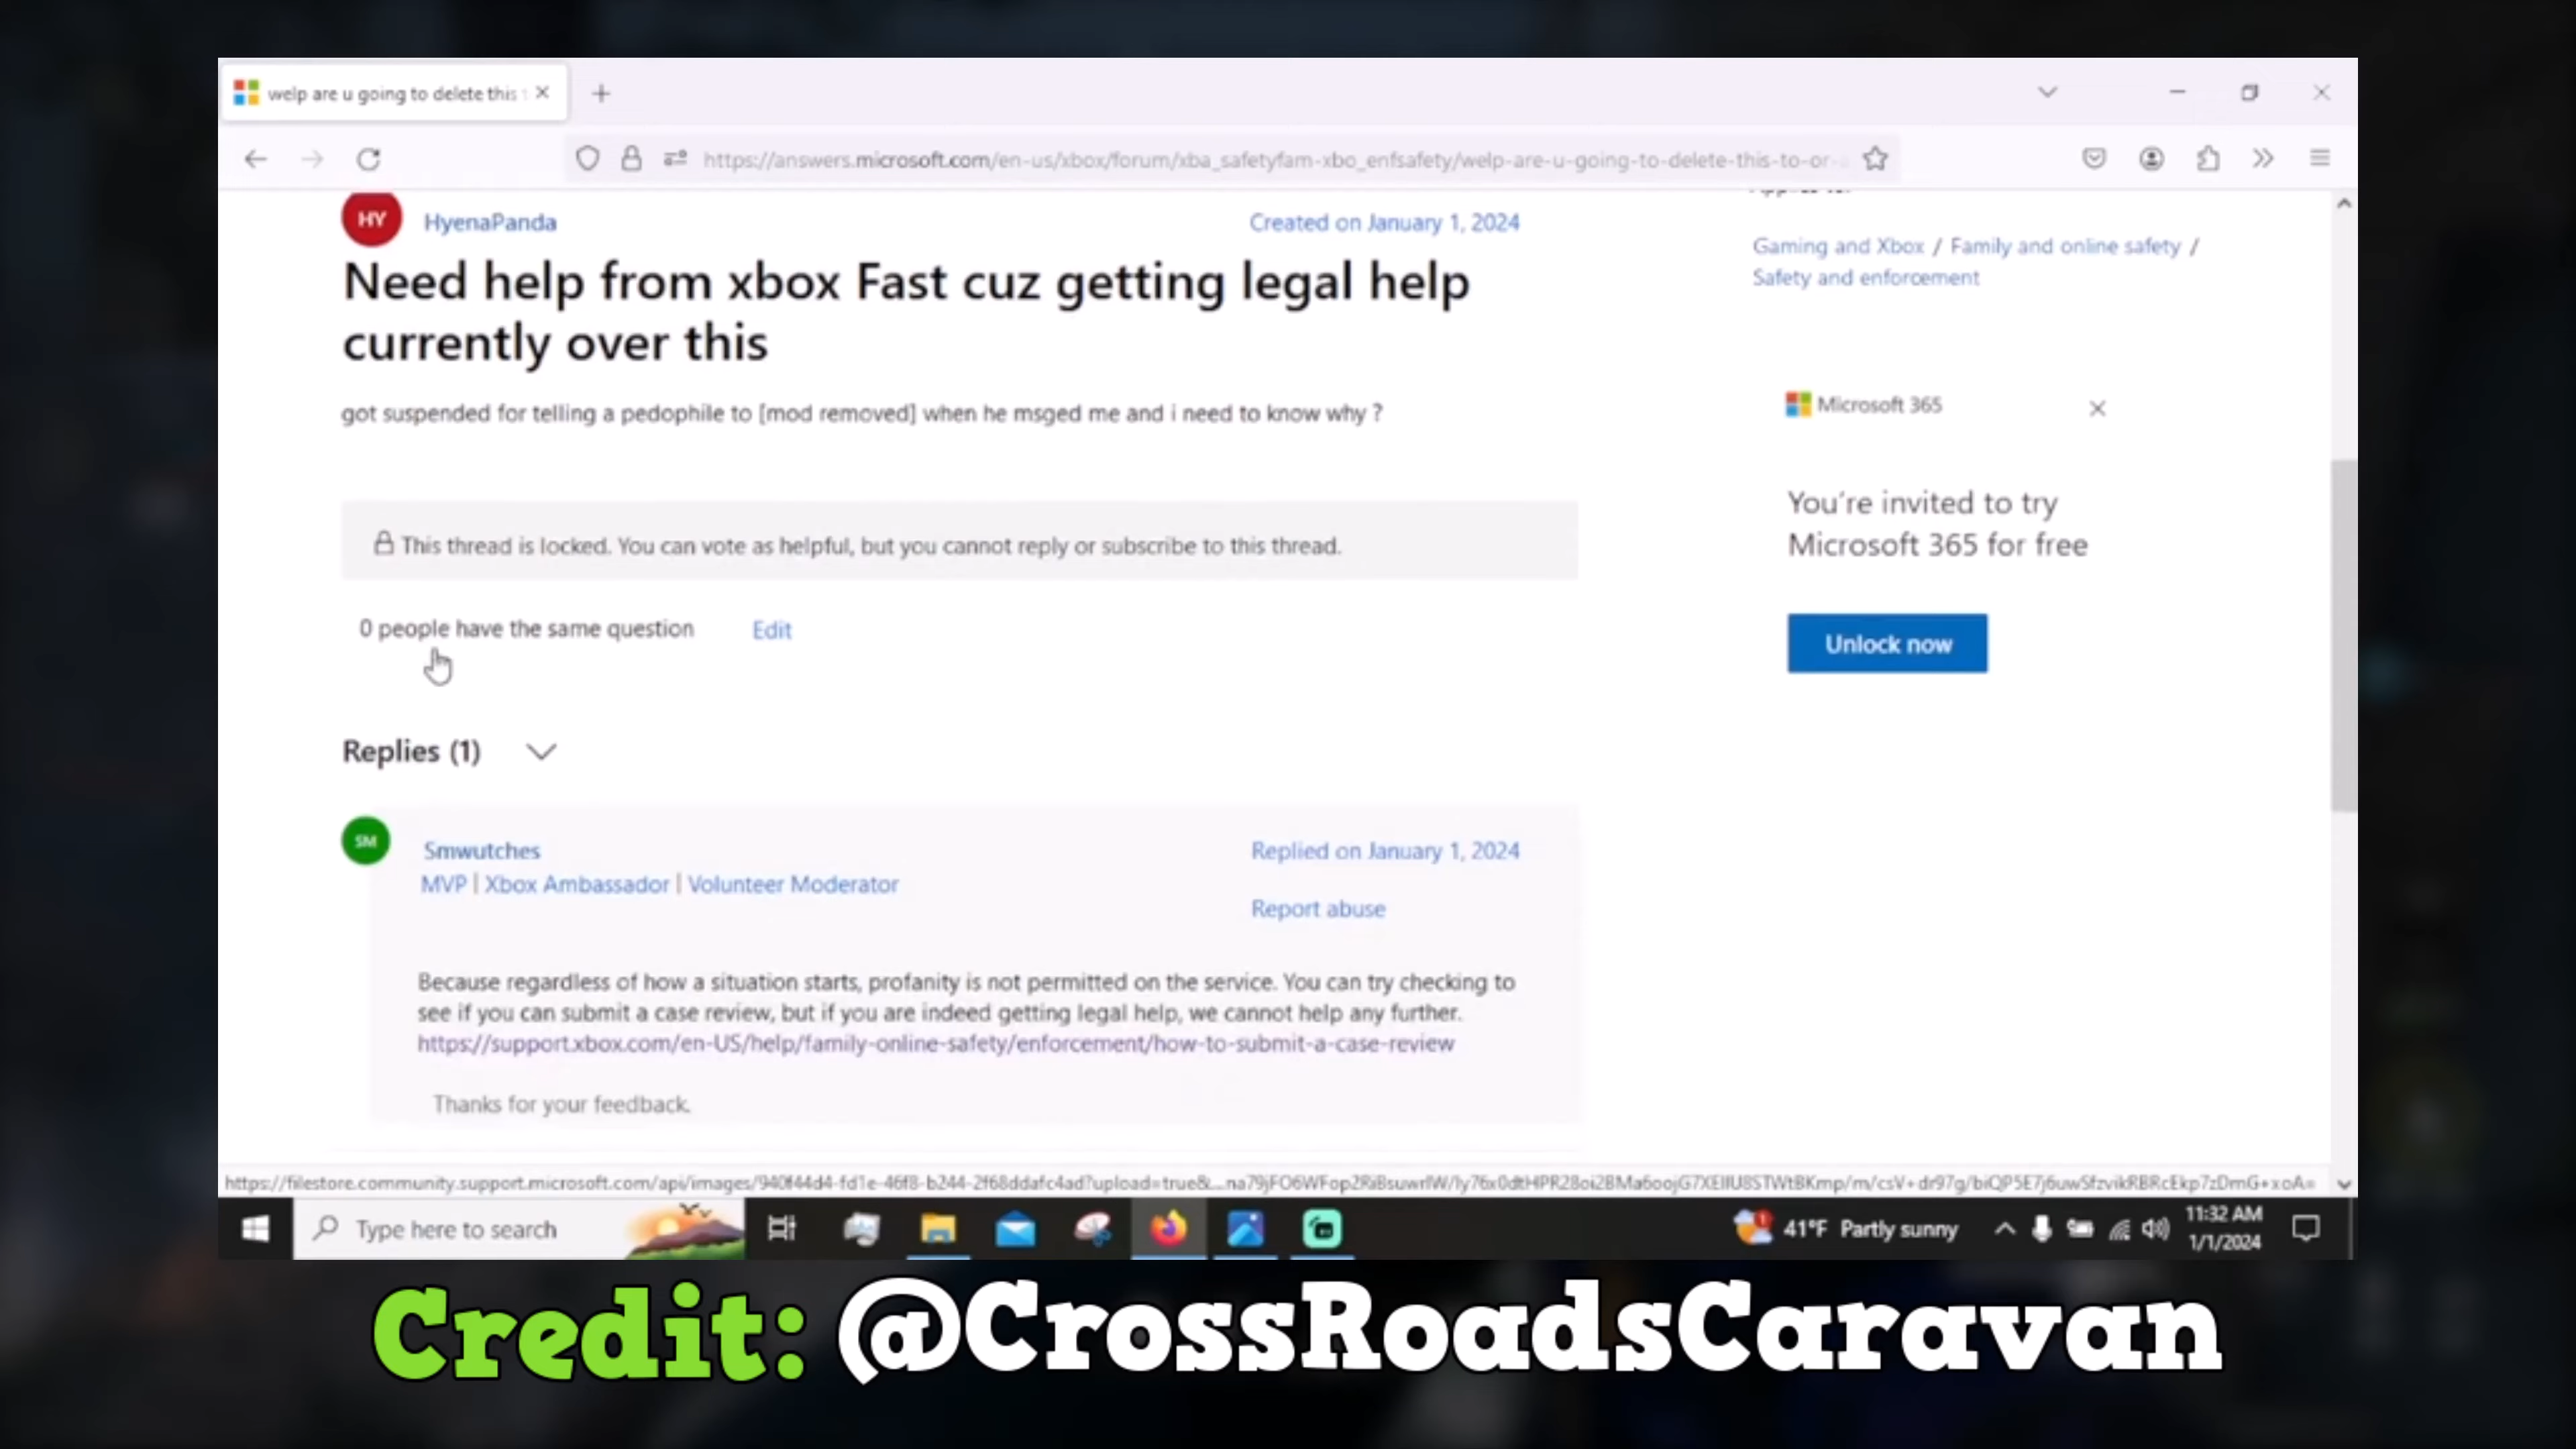 welp are u going to delete this
https://answers.microsoft.com/en-us/xbox/forum/xba_safetyfam-xbo_enfsafety/welp-are-u-going-to-delete-this-to-or-
HY
HyenaPanda
Created on January 1, 2024
Need help from xbox Fast cuz getting legal help
currently over this
got suspended for telling a pedophile to [mod removed] when he msged me and i need to know why ?
This thread is locked. You can vote as helpful, but you cannot reply or subscribe to this thread.
0 people have the same question
Edit
Replies (1)
SM
Smwutches
Replied on January 1, 2024
MVP | Xbox Ambassador | Volunteer Moderator
Report abuse
Because regardless of how a situation starts, profanity is not permitted on the service. You can try checking to
see if you can submit a case review, but if you are indeed getting legal help, we cannot help any further.
https://support.xbox.com/en-US/help/family-online-safety/enforcement/how-to-submit-a-case-review
Thanks for your feedback.
Gaming and Xbox / Family and online safety /
Safety and enforcement
Microsoft 365
You're invited to try
Microsoft 365 for free
Unlock now
Type here to search
41°F Partly sunny
11:32 AM
1/1/2024
Credit: @CrossRoadsCaravan